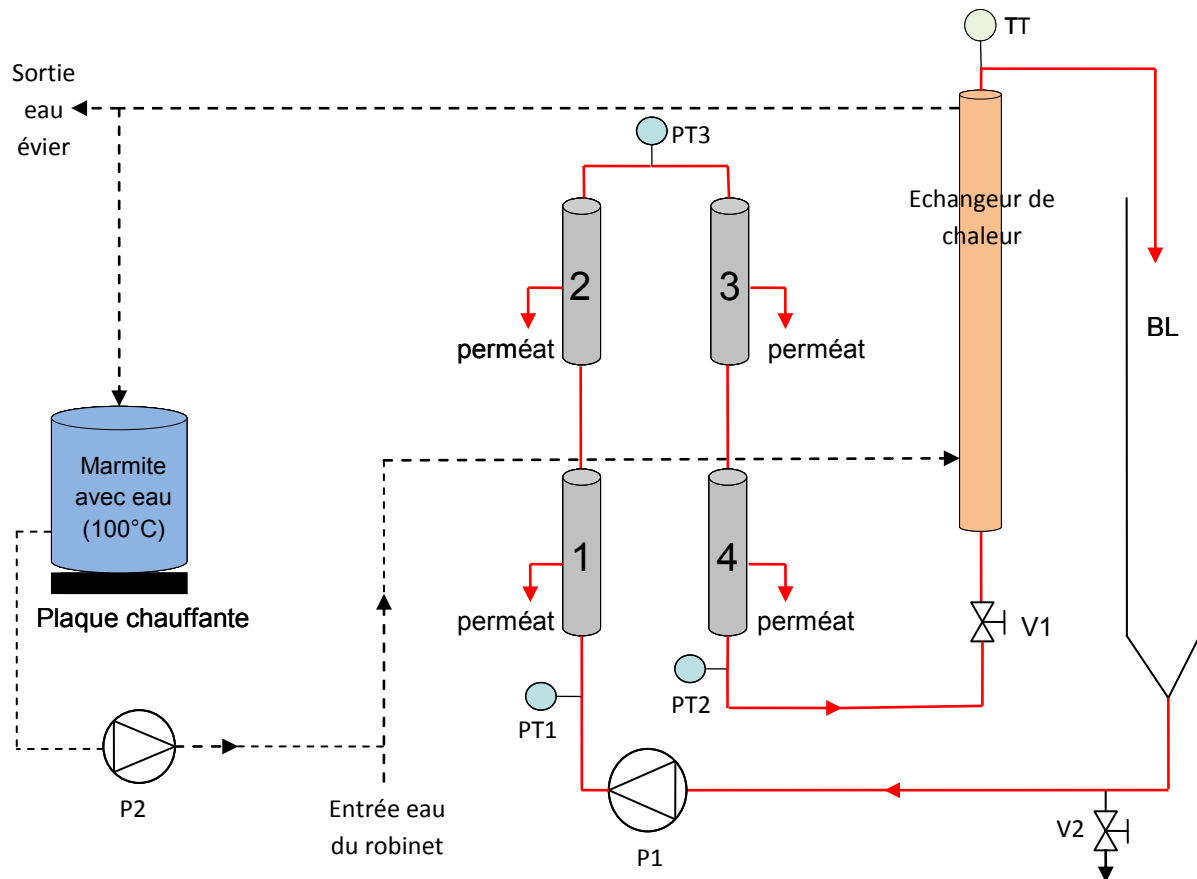 TT
Sortie
eau
évier
PT3
Echangeur de
chaleur
2
3
BL
perméat
perméat
Marmite
avec eau
(100°C)
1
4
Plaque chauffante
perméat
perméat
V1
PT1
PT2
P2
Entrée eau
du robinet
P1
V2